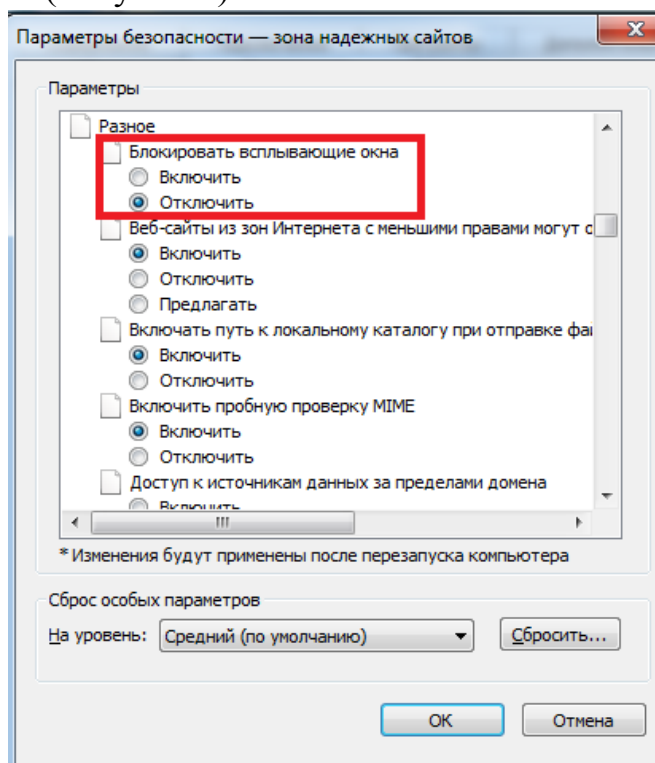 Параметры безопасности — зона надежных сайтов
X
Параметры
Разное
Блокировать всплывающие окна
Включить
Отключить
Веб-сайты из зон Интернета с меньшими правами могут о
Включить
Отключить
Предлагать
Включать путь к локальному каталогу при отправке фай
Включить
Отключить
Включить пробную проверку MIME
Включить
Отключить
Доступ к источникам данных за пределами домена
Включить
* Изменения будут применены после перезапуска компьютера
Сброс особых параметров
На уровень: Средний (по умолчанию) Сбросить...
ОК Отмена